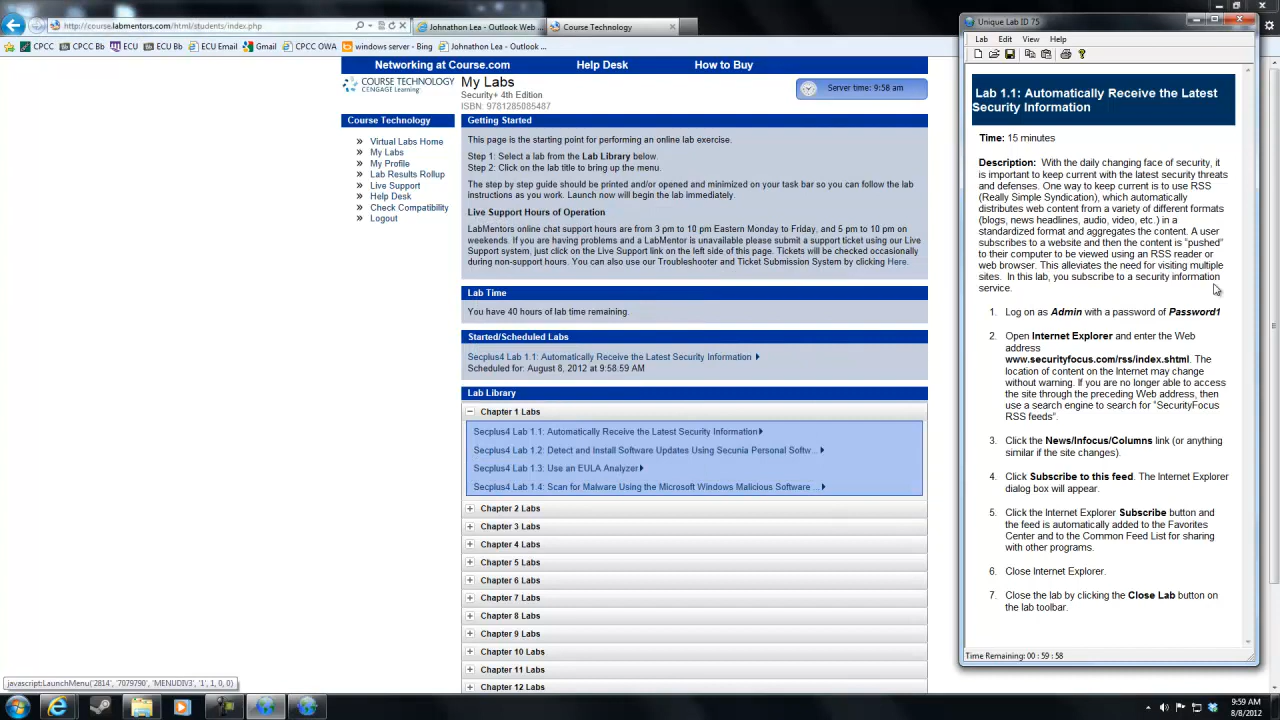 http://course.labmentors.com/html/students/index.php
Johnathon Lea - Outlook Web ...
Course Technology
CPCC
CPCC Bb
ECU
ECU Bb
ECU Email
Gmail
CPCC OWA
windows server - Bing
Johnathon Lea - Outlook ...
Networking at Course.com
Help Desk
How to Buy
COURSE TECHNOLOGY
CENGAGE Learning
My Labs
Security+ 4th Edition
ISBN: 9781285085487
Server time: 9:58 am
Course Technology
Virtual Labs Home
My Labs
My Profile
Lab Results Rollup
Live Support
Help Desk
Check Compatibility
Logout
Getting Started
This page is the starting point for performing an online lab exercise.
Step 1: Select a lab from the Lab Library below.
Step 2: Click on the lab title to bring up the menu.
The step by step guide should be printed and/or opened and minimized on your task bar so you can follow the lab
instructions as you work. Launch now will begin the lab immediately.
Live Support Hours of Operation
LabMentors online chat support hours are from 3 pm to 10 pm Eastern Monday to Friday, and 5 pm to 10 pm on
weekends. If you are having problems and a LabMentor is unavailable please submit a support ticket using our Live
Support system, just click on the Live Support link on the left side of this page. Tickets will be checked occasionally
during non-support hours. You can also use our Troubleshooter and Ticket Submission System by clicking Here.
Lab Time
You have 40 hours of lab time remaining.
Started/Scheduled Labs
Secplus4 Lab 1.1: Automatically Receive the Latest Security Information
Scheduled for: August 8, 2012 at 9:58:59 AM
Lab Library
Chapter 1 Labs
Secplus4 Lab 1.1: Automatically Receive the Latest Security Information
Secplus4 Lab 1.2: Detect and Install Software Updates Using Secunia Personal Softw...
Secplus4 Lab 1.3: Use an EULA Analyzer
Secplus4 Lab 1.4: Scan for Malware Using the Microsoft Windows Malicious Software ...
Chapter 2 Labs
Chapter 3 Labs
Chapter 4 Labs
Chapter 5 Labs
Chapter 6 Labs
Chapter 7 Labs
Chapter 8 Labs
Chapter 9 Labs
Chapter 10 Labs
Chapter 11 Labs
Chapter 12 Labs
javascript:LaunchMenu('2814', '7079790', 'MENUDIV3', '1', 1, 0, 0)
Unique Lab ID 75
Lab Edit View Help
Lab 1.1: Automatically Receive the Latest
Security Information
Time: 15 minutes
Description: With the daily changing face of security, it
is important to keep current with the latest security threats
and defenses. One way to keep current is to use RSS
(Really Simple Syndication), which automatically
distributes web content from a variety of different formats
(blogs, news headlines, audio, video, etc.) in a
standardized format and aggregates the content. A user
subscribes to a website and then the content is "pushed"
to their computer to be viewed using an RSS reader or
web browser. This alleviates the need for visiting multiple
sites. In this lab, you subscribe to a security information
service.
1. Log on as Admin with a password of Password1
2. Open Internet Explorer and enter the Web
address
www.securityfocus.com/rss/index.shtml. The
location of content on the Internet may change
without warning. If you are no longer able to access
the site through the preceding Web address, then
use a search engine to search for "SecurityFocus
RSS feeds".
3. Click the News/Infocus/Columns link (or anything
similar if the site changes).
4. Click Subscribe to this feed. The Internet Explorer
dialog box will appear.
5. Click the Internet Explorer Subscribe button and
the feed is automatically added to the Favorites
Center and to the Common Feed List for sharing
with other programs.
6. Close Internet Explorer.
7. Close the lab by clicking the Close Lab button on
the lab toolbar.
Time Remaining: 00 : 59 : 58
9:59 AM
8/8/2012